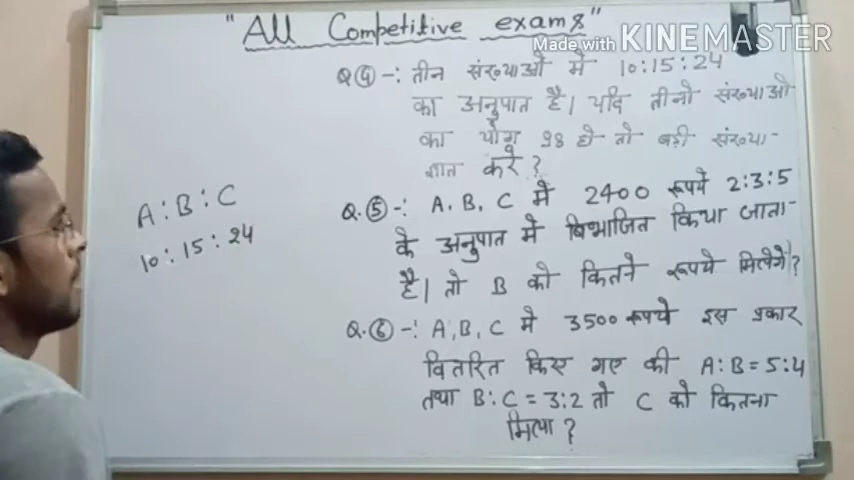 "All Competitive exams"
Made with KINEMASTER
Q ④ -: तीन संख्याओ में 10:15:24
का अनुपात है। यदि तीनो संख्याओ
का योग 98 हो तो बड़ी संख्या-
ज्ञात करे?
A:B:C
10:15:24
Q.⑤ -: A, B, C में 2400 रूपये 2:3:5
के अनुपात में विभाजित किया जाता-
है। तो B को कितने रूपये मिलेगे?
Q.⑥ -: A,B,C मे 3500 रूपये इस प्रकार
वितरित किए गए की A:B=5:4
तथा B:C=3:2 तो C को कितना
मिला?